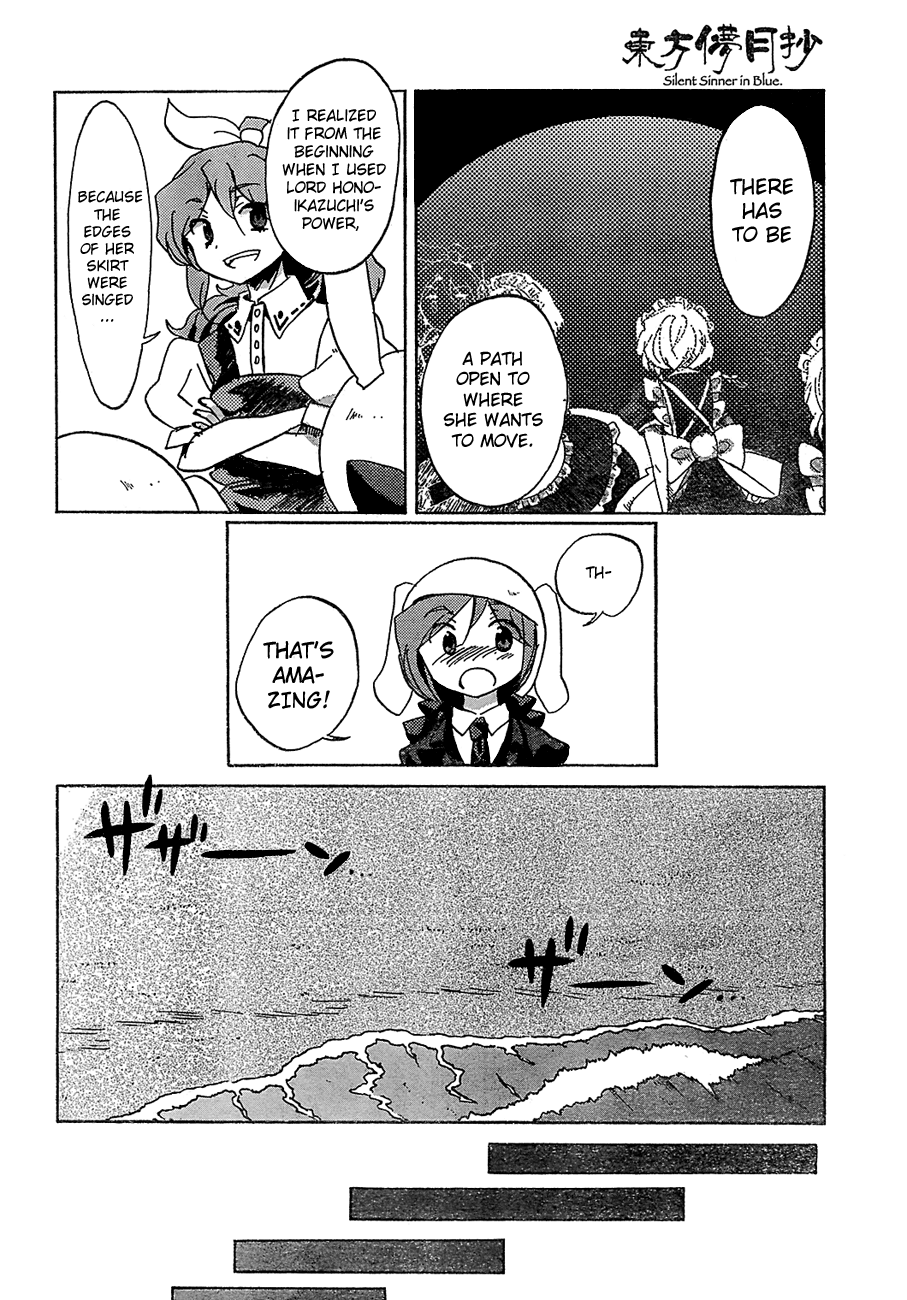 東方儚月抄
Silent Sinner in Blue.
THERE
HAS
TO BE
A PATH
OPEN TO
WHERE
SHE WANTS
TO MOVE.
I REALIZED
IT FROM THE
BEGINNING
WHEN I USED
LORD HONO-
IKAZUCHI'S
POWER,
BECAUSE
THE
EDGES
OF HER
SKIRT
WERE
SINGED
...
TH-
THAT'S
AMA-
ZING!
ザザーン...
ザーン...